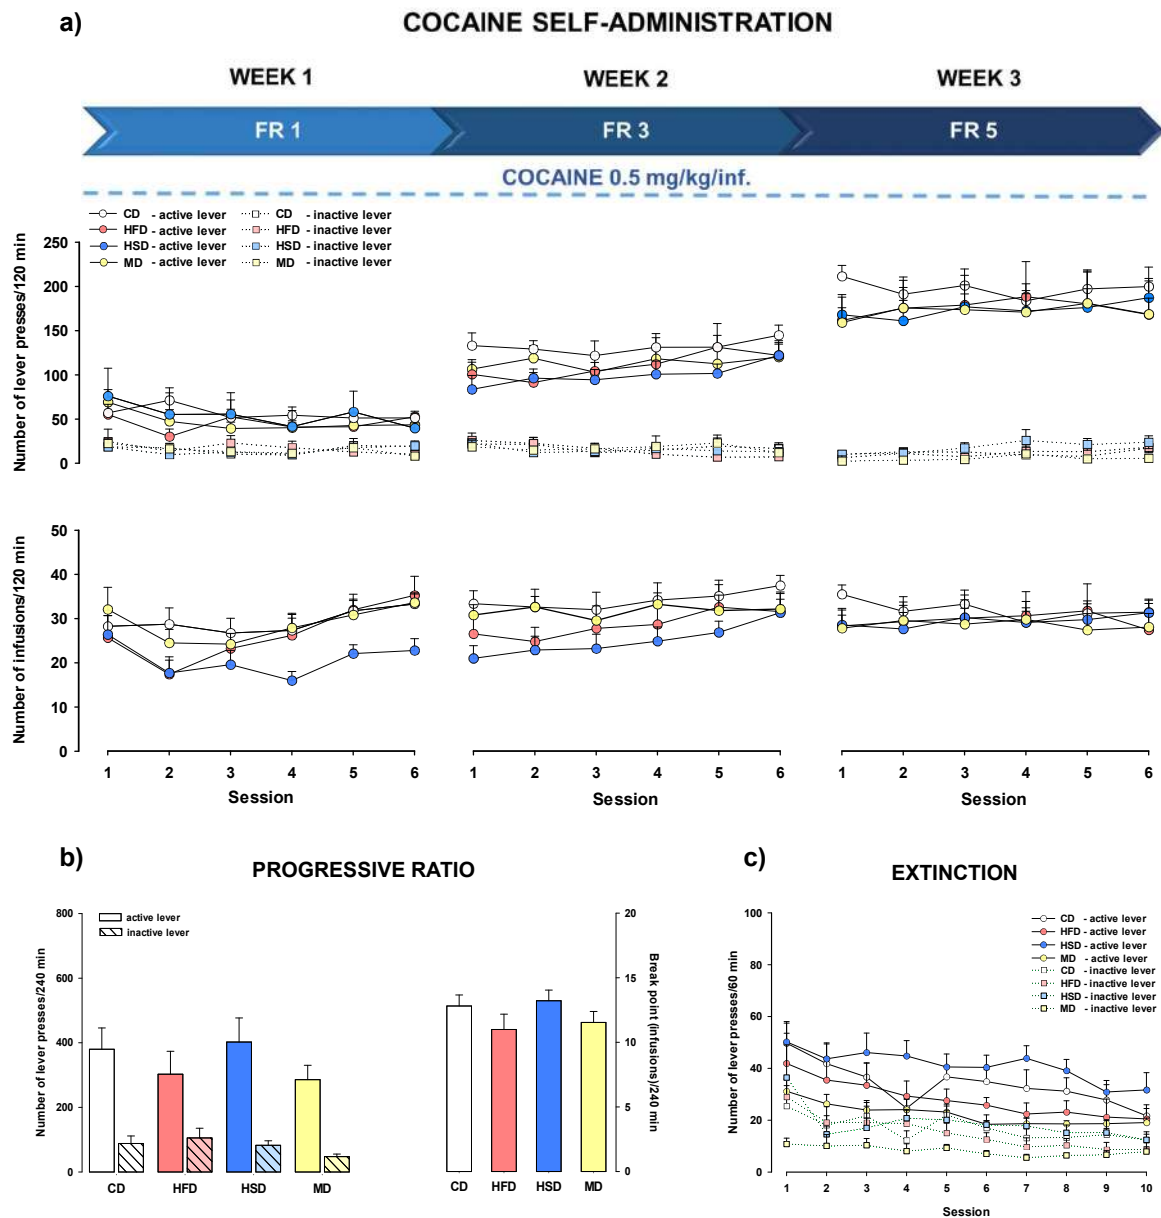 a)
COCAINE SELF-ADMINISTRATION
WEEK 1
WEEK 2
WEEK 3
FR 1
FR 3
FR 5
COCAINE 0.5 mg/kg/inf.
CD - active lever
HFD - active lever
HSD - active lever
MD - active lever
CD - inactive lever
HFD - inactive lever
HSD - inactive lever
MD - inactive lever
Number of lever presses/120 min
250
200
150
100
50
0
Number of infusions/120 min
50
40
30
20
10
0
1 2 3 4 5 6
1 2 3 4 5 6
1 2 3 4 5 6
Session
Session
Session
b)
PROGRESSIVE RATIO
active lever
inactive lever
Number of lever presses/240 min
800
600
400
200
0
CD HFD HSD MD
Break point (infusions)/240 min
20
15
10
5
0
CD HFD HSD MD
c)
EXTINCTION
CD - active lever
HFD - active lever
HSD - active lever
MD - active lever
CD - inactive lever
HFD - inactive lever
HSD - inactive lever
MD - inactive lever
Number of lever presses/60 min
100
80
60
40
20
0
1 2 3 4 5 6 7 8 9 10
Session